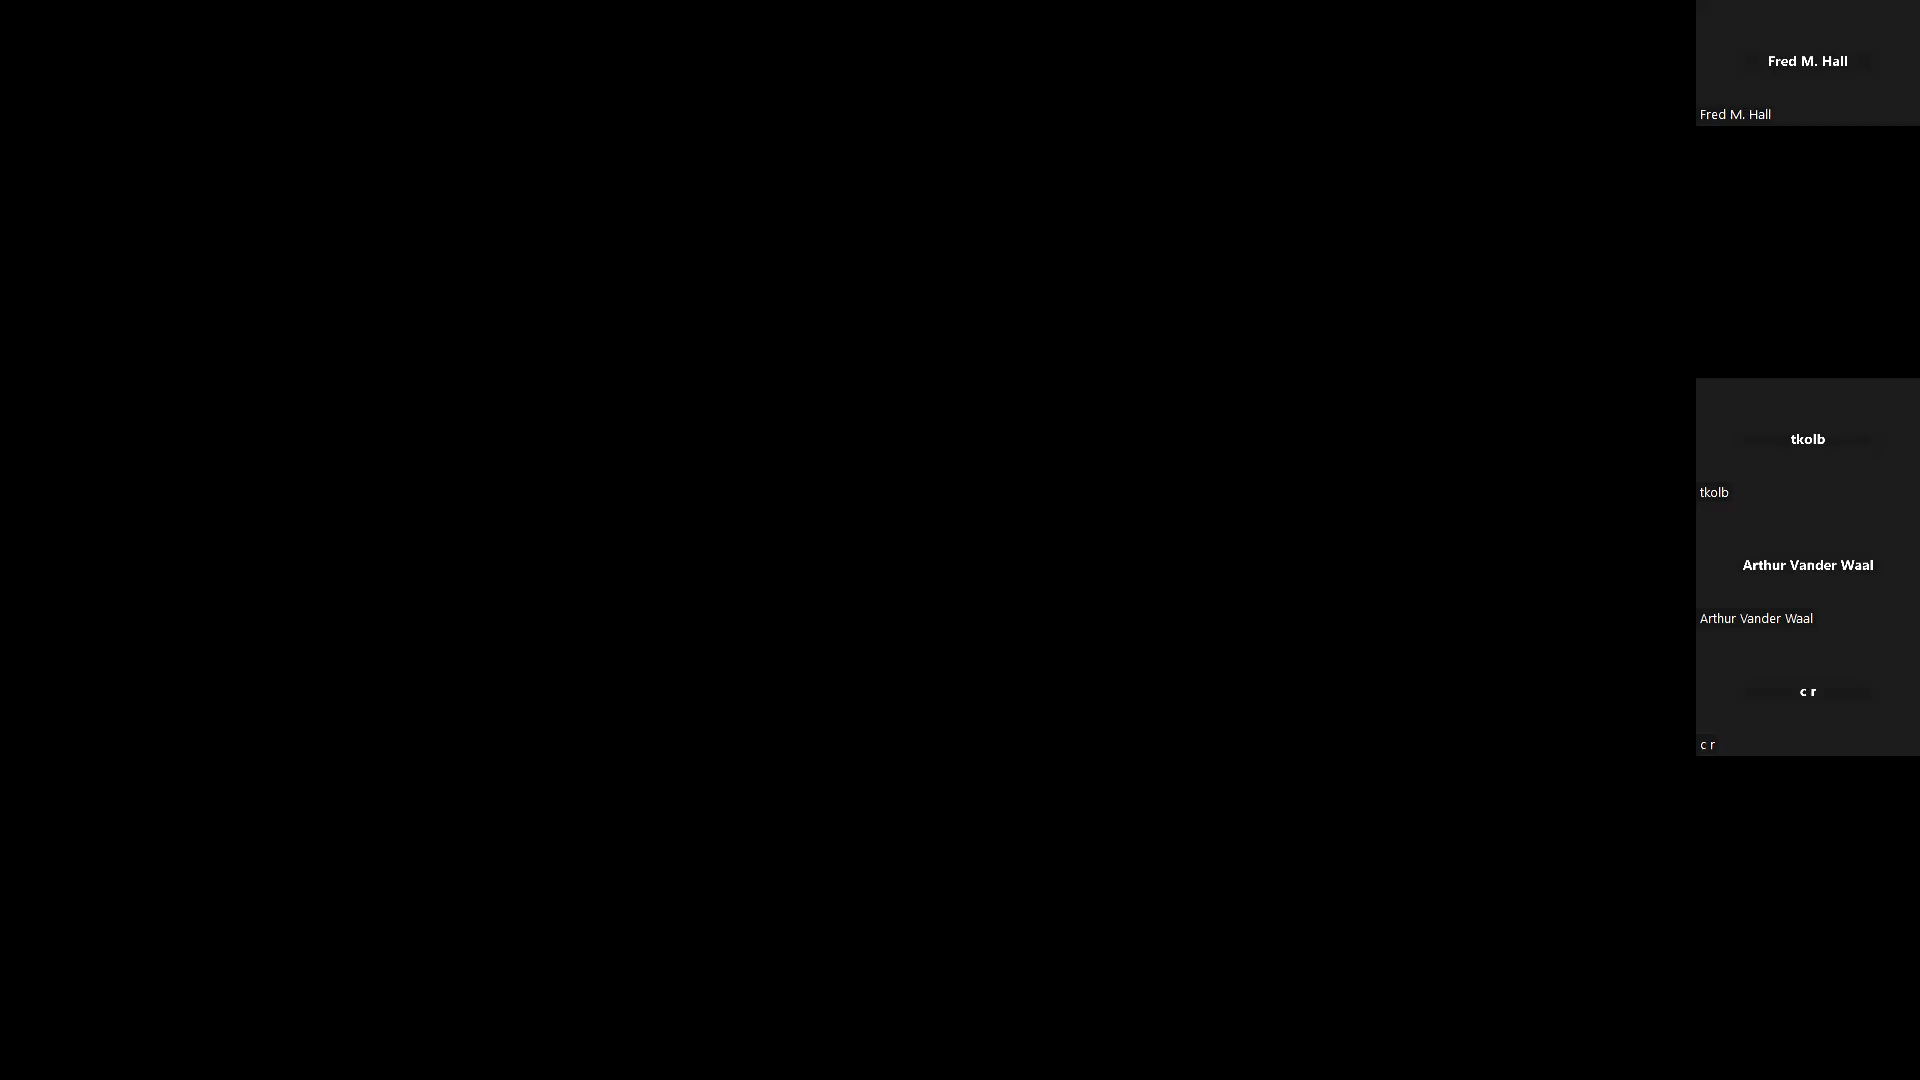 Fred M. Hall
Fred M. Hall
tkolb
tkolb
Arthur Vander Waal
Arthur Vander Waal
c r
c r